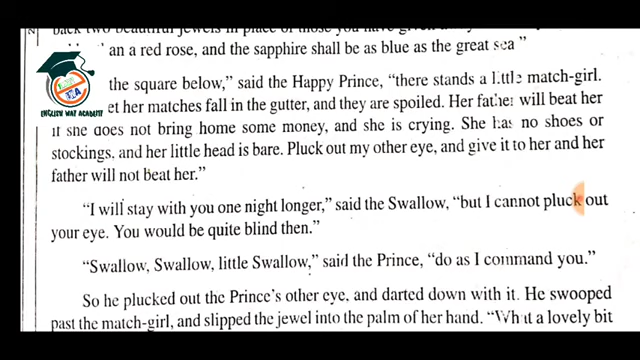 back two beautiful jewels in place of those you have given away
an a red rose, and the sapphire shall be as blue as the great sea”
the square below,” said the Happy Prince, “there stands a little match-girl.
et her matches fall in the gutter, and they are spoiled. Her father will beat her
if she does not bring home some money, and she is crying. She has no shoes or
stockings, and her little head is bare. Pluck out my other eye, and give it to her and her
father will not beat her.”
“I will stay with you one night longer,” said the Swallow, “but I cannot pluck out
your eye. You would be quite blind then.”
“Swallow, Swallow, little Swallow,” said the Prince, “do as I command you.”
So he plucked out the Prince’s other eye, and darted down with it. He swooped
past the match-girl, and slipped the jewel into the palm of her hand. “What a lovely bit
ENGLISH WAY ACADEMY